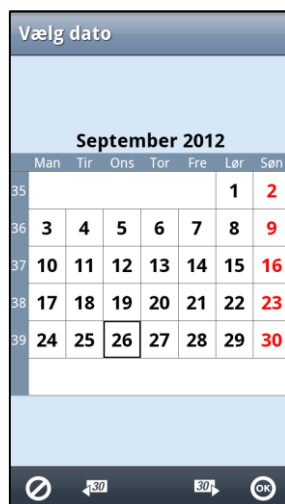 Vælg dato
September 2012
Man Tir Ons Tor Fre Lør Søn
35 1 2
36 3 4 5 6 7 8 9
37 10 11 12 13 14 15 16
38 17 18 19 20 21 22 23
39 24 25 26 27 28 29 30
30 30 OK